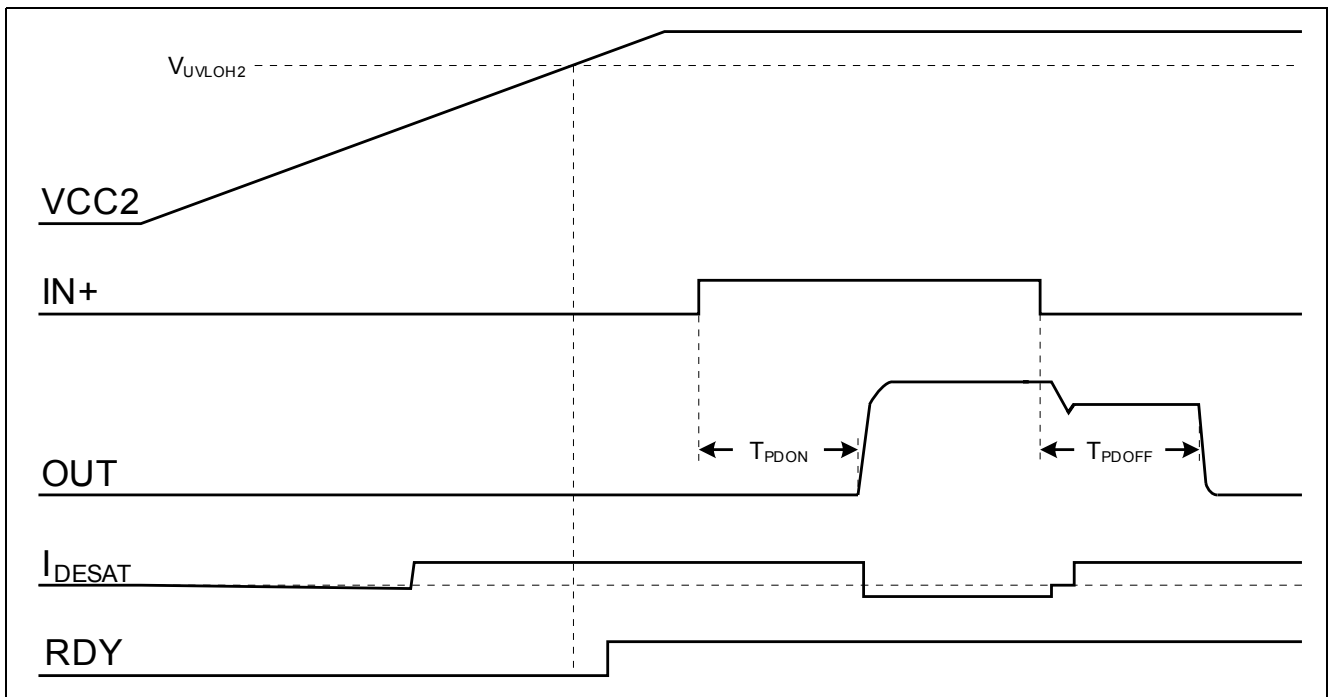 VUVLOH2
VCC2
IN+
TPDON
TPDOFF
OUT
IDESAT
RDY